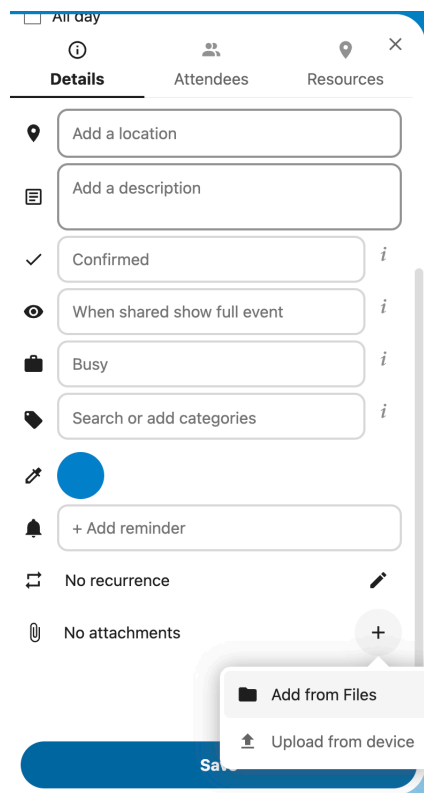 All day
Details
Attendees
Resources
Add a location
Add a description
Confirmed
i
When shared show full event
i
Busy
i
Search or add categories
i
+ Add reminder
No recurrence
No attachments
Add from Files
Upload from device
Save